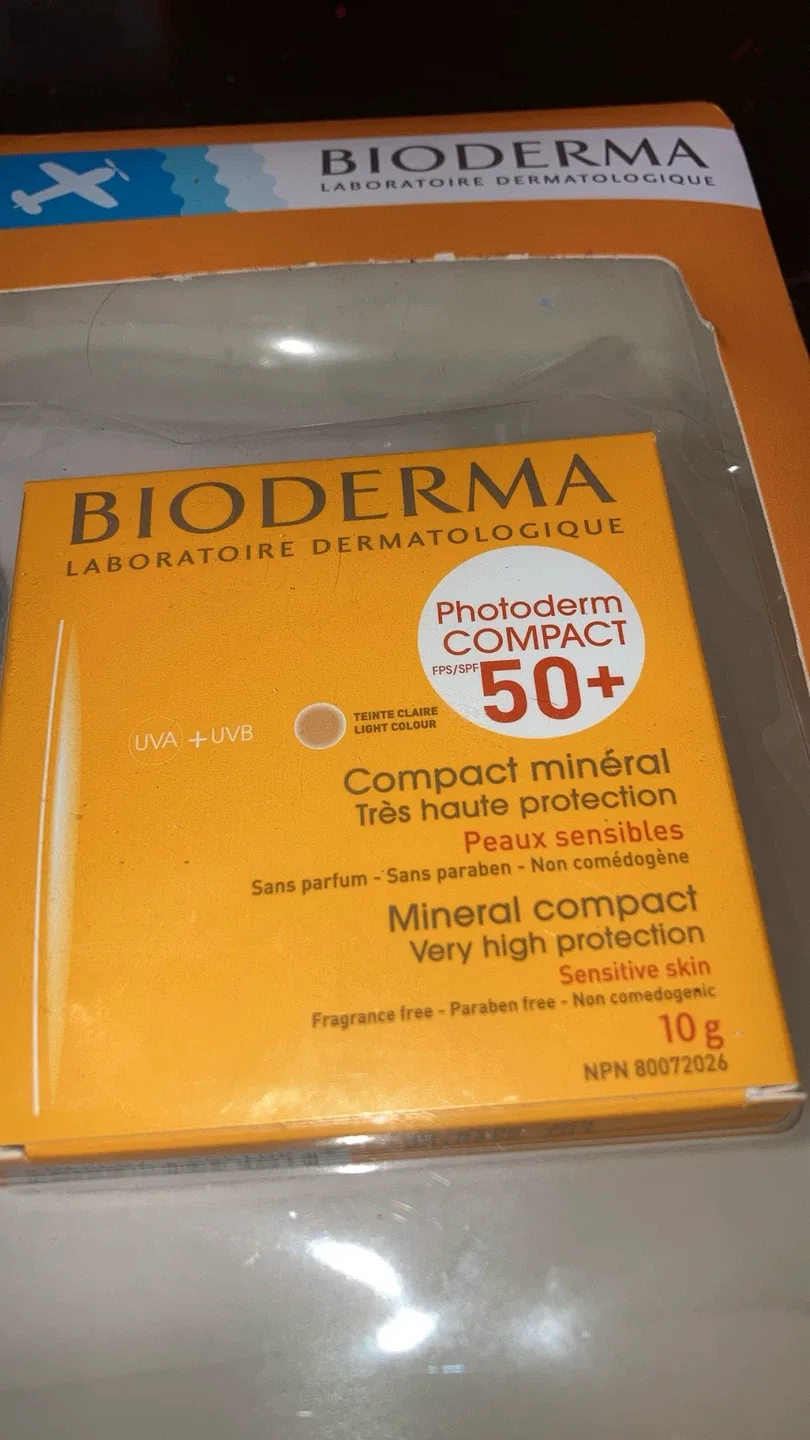 BIODERMA
LABORATOIRE DERMATOLOGIQUE
BIODERMA
LABORATOIRE DERMATOLOGIQUE
Photoderm
COMPACT
FPS/SPF 50+
UVA + UVB
TEINTE CLAIRE
LIGHT COLOUR
Compact minéral
Très haute protection
Peaux sensibles
Sans parfum - Sans paraben - Non comédogène
Mineral compact
Very high protection
Sensitive skin
Fragrance free - Paraben free - Non comedogenic
10 g
NPN 80072026